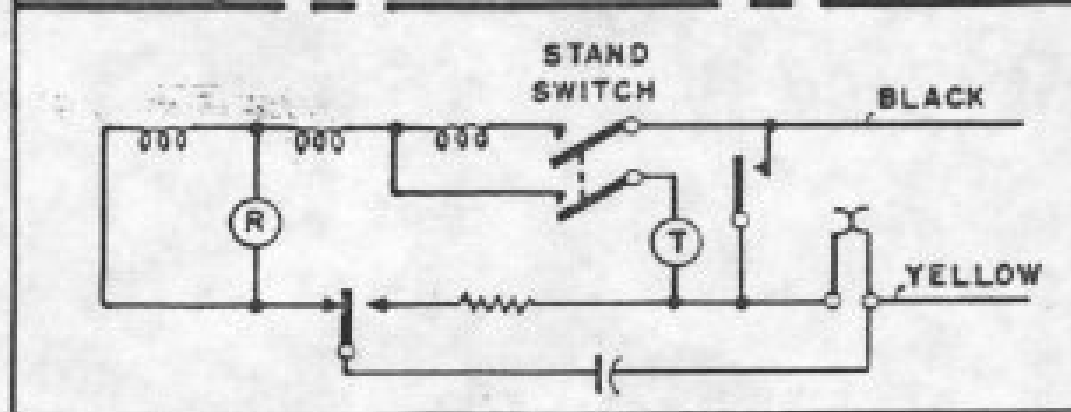 STAND
SWITCH
BLACK
R
T
YELLOW